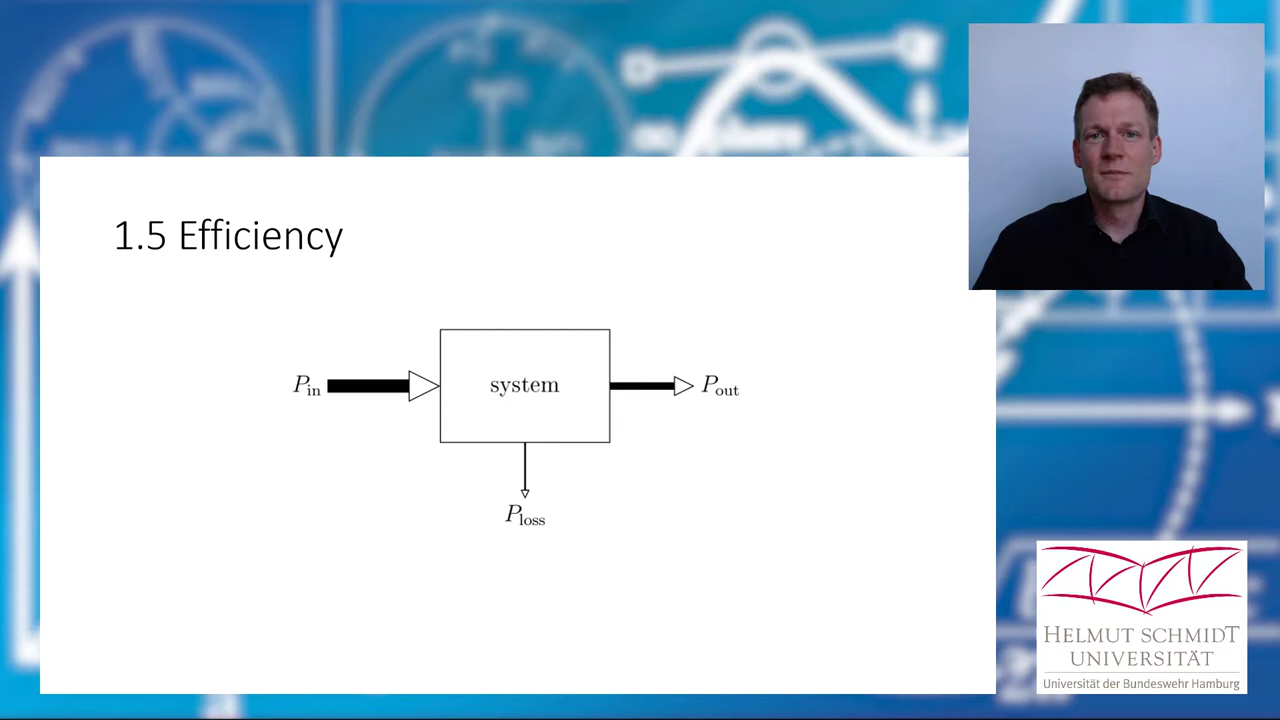 1.5 Efficiency
P_in
system
P_out
P_loss
HELMUT SCHMIDT
UNIVERSITÄT
Universität der Bundeswehr Hamburg